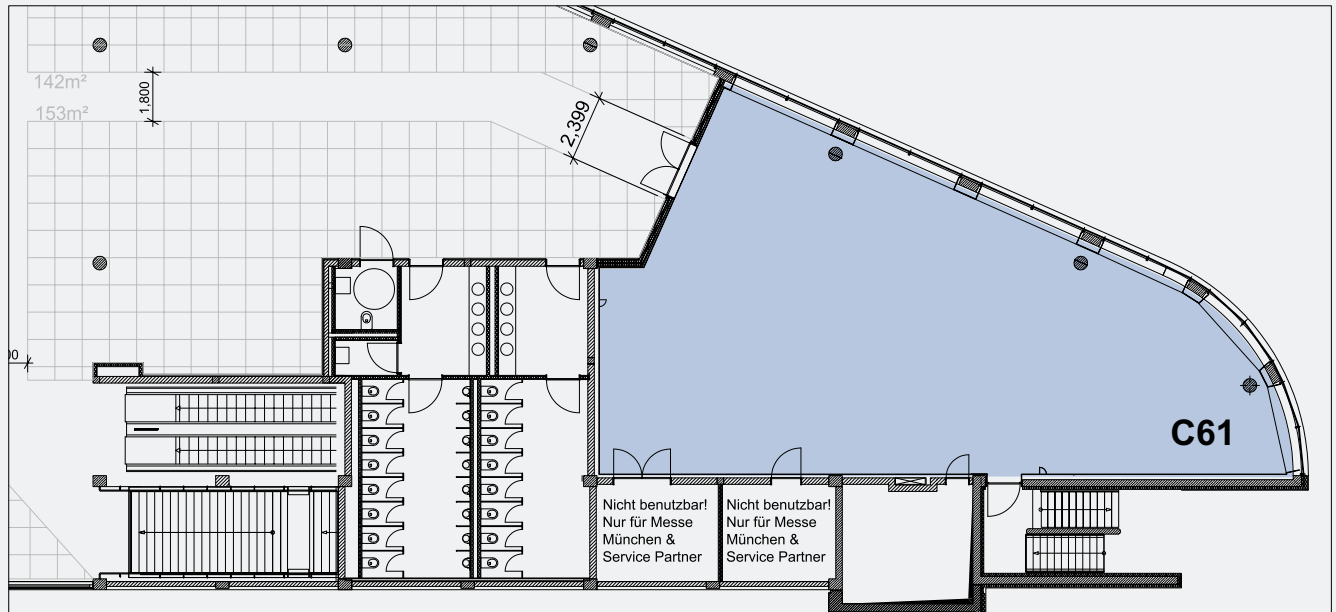 142m²
1,800
153m²
2,399
00
C61
Nicht benutzbar!
Nur für Messe
München &
Service Partner
Nicht benutzbar!
Nur für Messe
München &
Service Partner